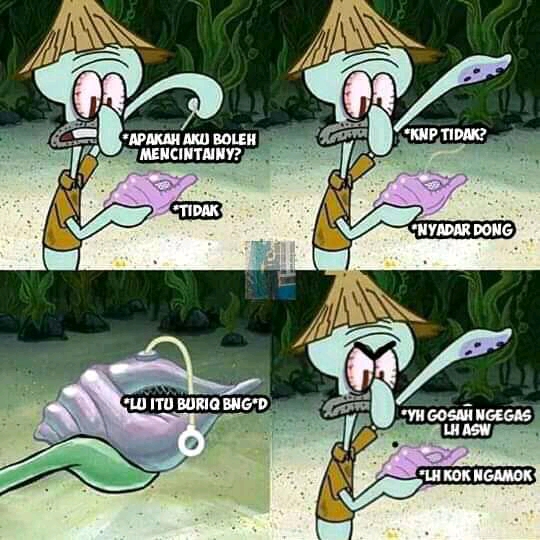 *APAKAH AKU BOLEH
MENCINTAINY?
*TIDAK
*KNP TIDAK?
*NYADAR DONG
*LU ITU BURIQ BNG*D
*YH GOSAH NGEGAS
LH ASW
*LH KOK NGAMOK